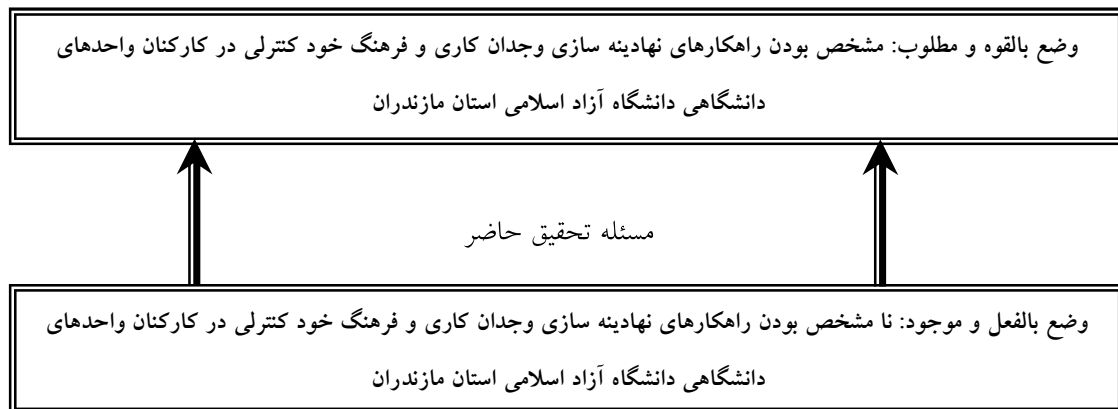 وضع بالقوه و مطلوب: مشخص بودن راهکارهای نهادینه سازی وجدان کاری و فرهنگ خود کنترلی در کارکنان واحدهای
دانشگاهی دانشگاه آزاد اسلامی استان مازندران
مسئله تحقیق حاضر
وضع بالفعل و موجود: نا مشخص بودن راهکارهای نهادینه سازی وجدان کاری و فرهنگ خود کنترلی در کارکنان واحدهای
دانشگاهی دانشگاه آزاد اسلامی استان مازندران